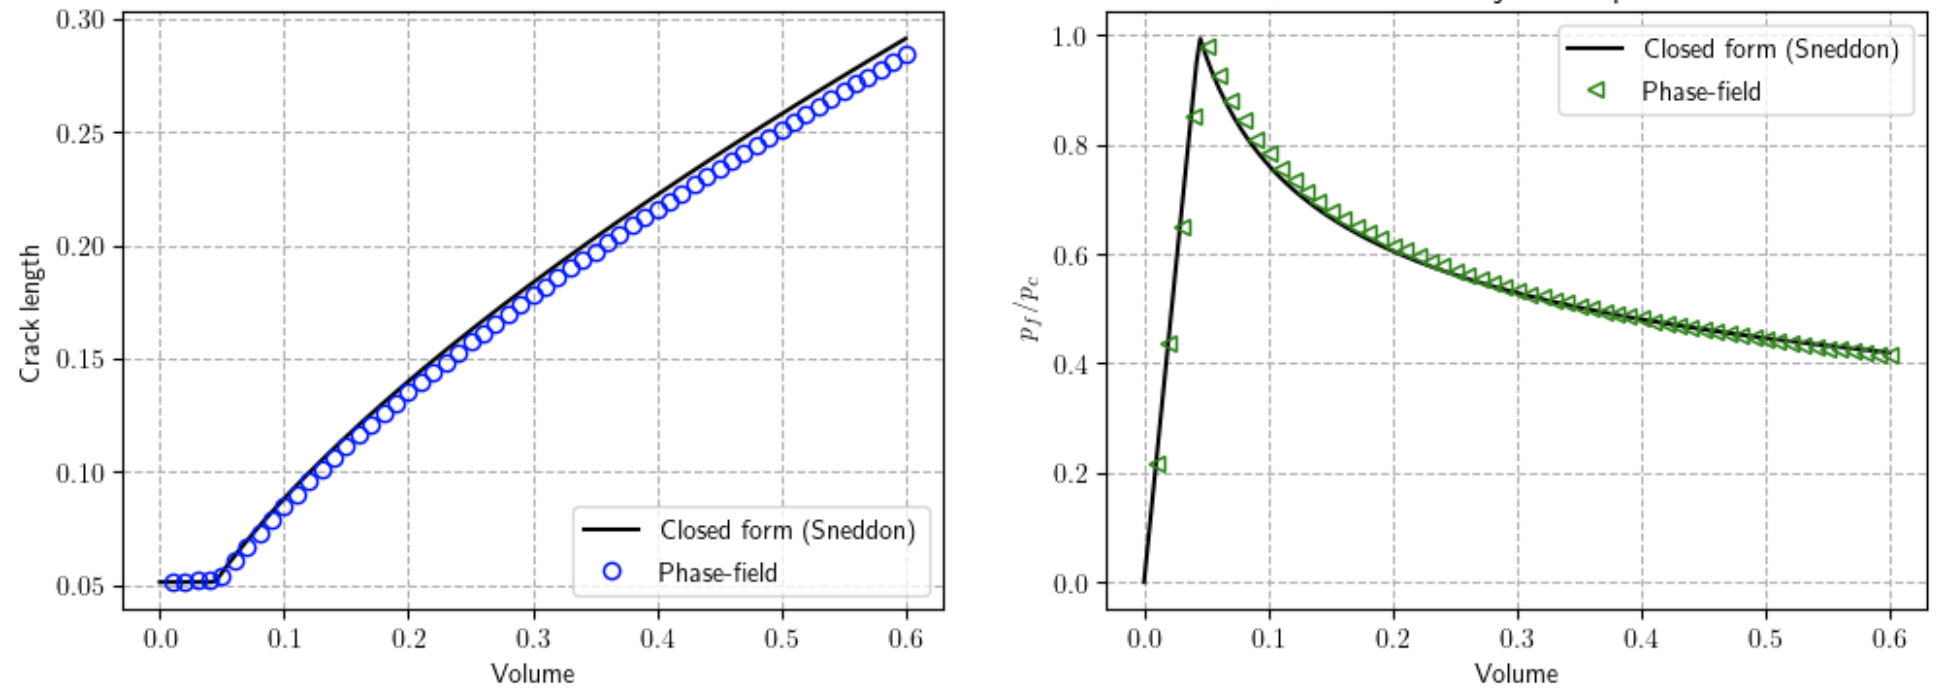 0.30
0.25
0.20
0.15
0.10
0.05
Crack length
0.0 0.1 0.2 0.3 0.4 0.5 0.6
Volume
Closed form (Sneddon)
Phase-field
1.0
0.8
0.6
0.4
0.2
0.0
p_f/p_c
0.0 0.1 0.2 0.3 0.4 0.5 0.6
Volume
Closed form (Sneddon)
Phase-field